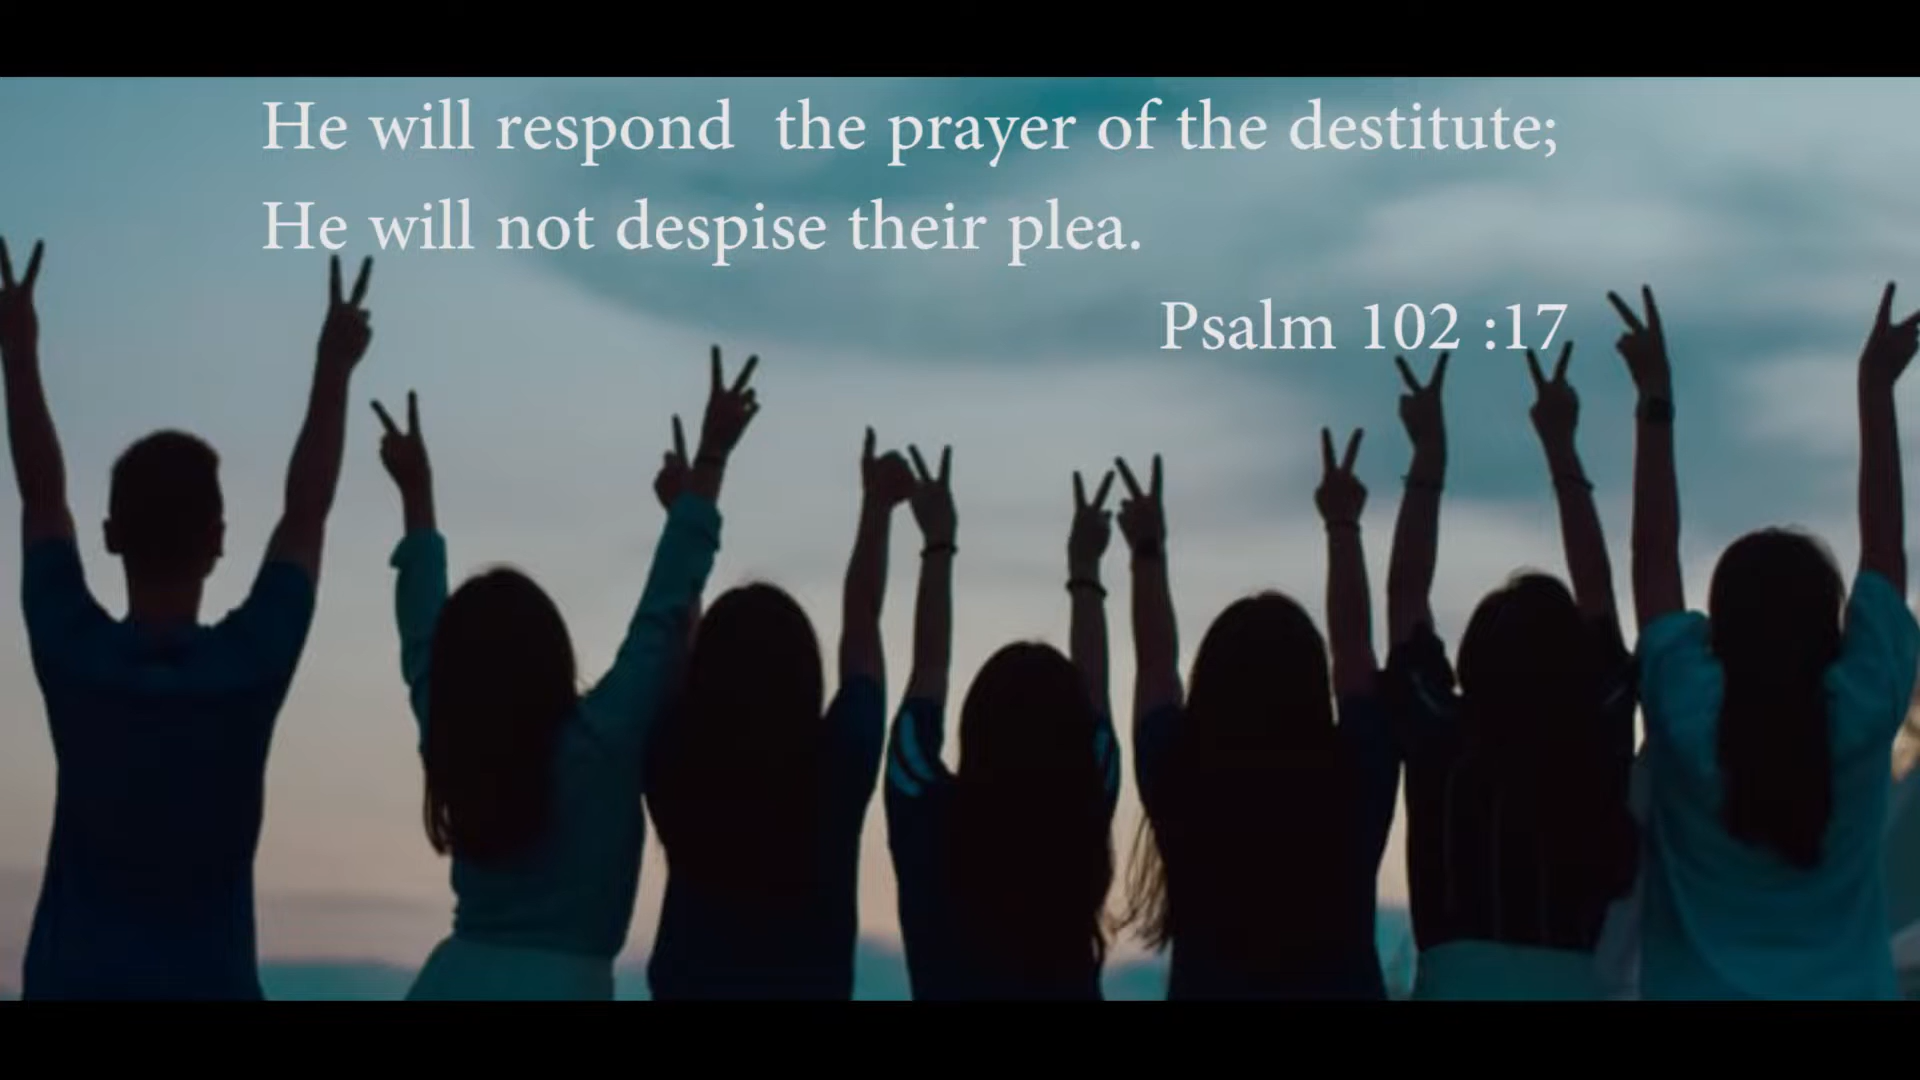 He will respond  the prayer of the destitute;
He will not despise their plea.
Psalm 102 :17